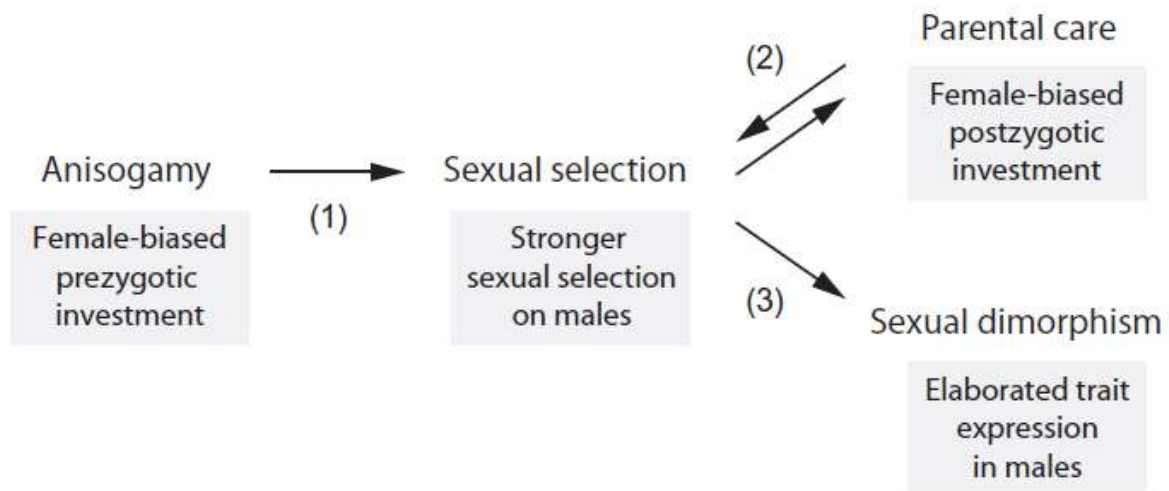 Anisogamy
Female-biased
prezygotic
investment
(1)
Sexual selection
Stronger
sexual selection
on males
(2)
Parental care
Female-biased
postzygotic
investment
(3)
Sexual dimorphism
Elaborated trait
expression
in males